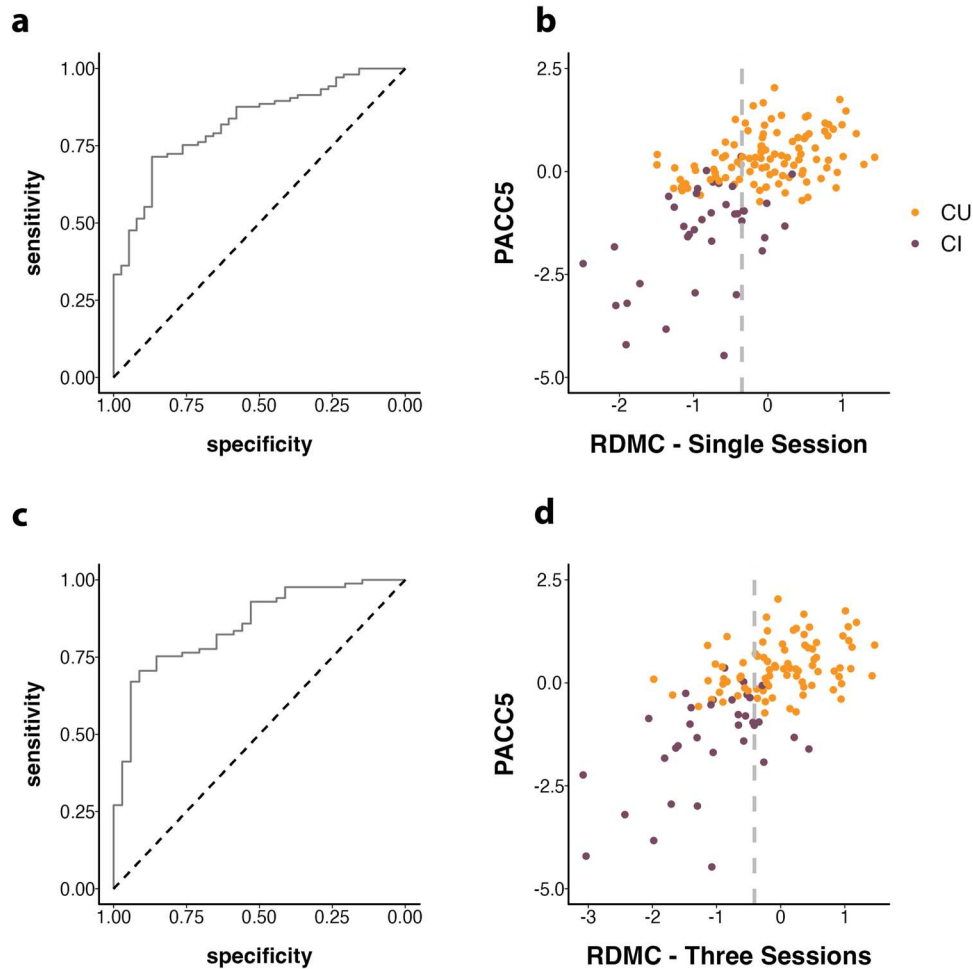 a
1.00
0.75
0.50
0.25
0.00
sensitivity
1.00 0.75 0.50 0.25 0.00
specificity
b
2.5
0.0
-2.5
-5.0
PACC5
-2 -1 0 1
RDMC - Single Session
CU
CI
c
1.00
0.75
0.50
0.25
0.00
sensitivity
1.00 0.75 0.50 0.25 0.00
specificity
d
2.5
0.0
-2.5
-5.0
PACC5
-3 -2 -1 0 1
RDMC - Three Sessions